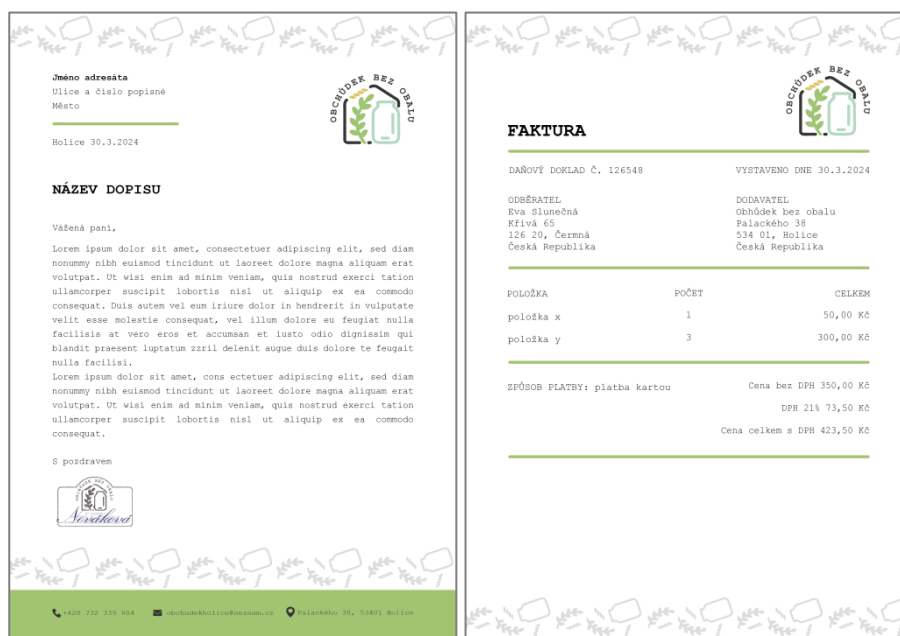 Jméno adresáta
Ulice a číslo popisné
Město
OBCHŮDEK BEZ OBALU
Holice 30.3.2024
NÁZEV DOPISU
Vážená paní,
Lorem ipsum dolor sit amet, consectetuer adipiscing elit, sed diam
nonummy nibh euismod tincidunt ut laoreet dolore magna aliquam erat
volutpat. Ut wisi enim ad minim veniam, quis nostrud exerci tation
ullamcorper suscipit lobortis nisl ut aliquip ex ea commodo
consequat. Duis autem vel eum iriure dolor in hendrerit in vulputate
velit esse molestie consequat, vel illum dolore eu feugiat nulla
facilisis at vero eros et accumsan et iusto odio dignissim qui
blandit praesent luptatum zzril delenit augue duis dolore te feugait
nulla facilisi.
Lorem ipsum dolor sit amet, cons ectetuer adipiscing elit, sed diam
nonummy nibh euismod tincidunt ut laoreet dolore magna aliquam erat
volutpat. Ut wisi enim ad minim veniam, quis nostrud exerci tation
ullamcorper suscipit lobortis nisl ut aliquip ex ea commodo
consequat.
S pozdravem
OBCHŮDEK BEZ OBALU
Nováková
+420 732 339 884 obchudekholice@seznam.cz Palackého 38, 53401 Holice
OBCHŮDEK BEZ OBALU
FAKTURA
DAŇOVÝ DOKLAD Č. 126548 VYSTAVENO DNE 30.3.2024
ODBĚRATEL
Eva Slunečná
Křivá 65
126 20, Čermná
Česká Republika
DODAVATEL
Obhůdek bez obalu
Palackého 38
534 01, Holice
Česká Republika
POLOŽKA POČET CELKEM
položka x 1 50,00 Kč
položka y 3 300,00 Kč
ZPŮSOB PLATBY: platba kartou Cena bez DPH 350,00 Kč
DPH 21% 73,50 Kč
Cena celkem s DPH 423,50 Kč